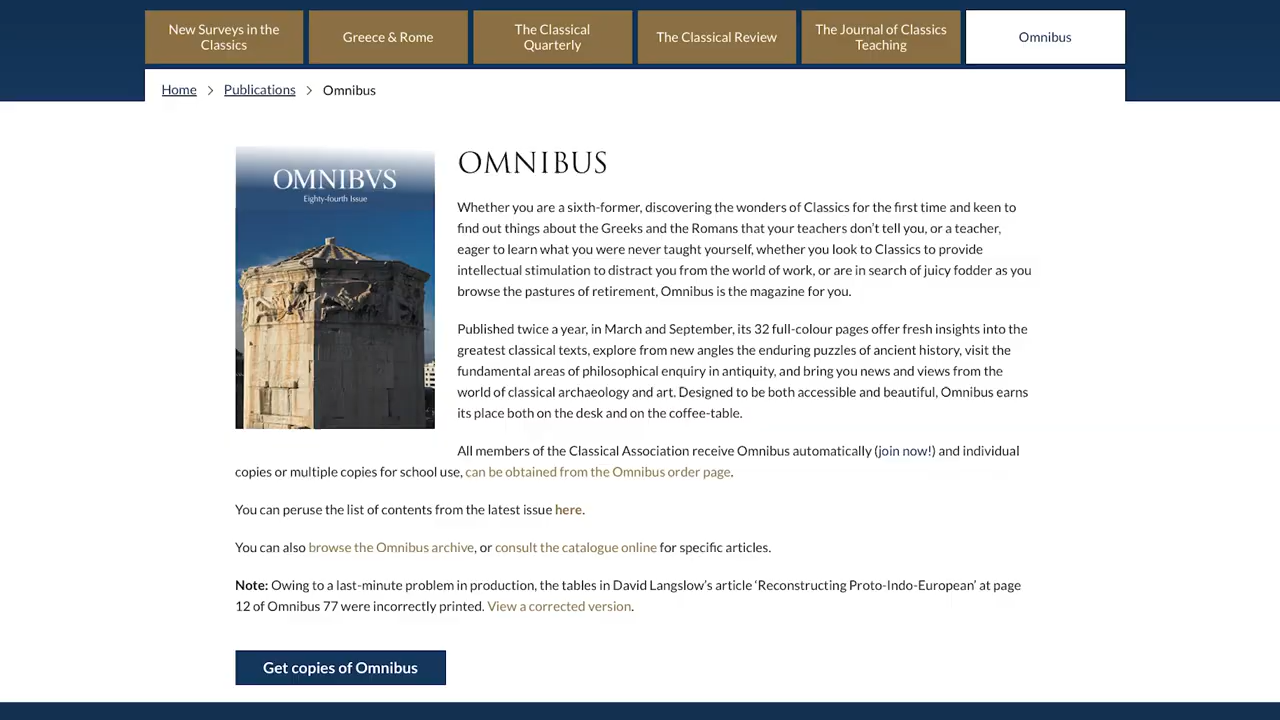 New Surveys in the
Classics
Greece & Rome
The Classical
Quarterly
The Classical Review
The Journal of Classics
Teaching
Omnibus
Home > Publications > Omnibus
OMNIBVS
Eighty-fourth Issue
OMNIBUS
Whether you are a sixth-former, discovering the wonders of Classics for the first time and keen to
find out things about the Greeks and the Romans that your teachers don’t tell you, or a teacher,
eager to learn what you were never taught yourself, whether you look to Classics to provide
intellectual stimulation to distract you from the world of work, or are in search of juicy fodder as you
browse the pastures of retirement, Omnibus is the magazine for you.
Published twice a year, in March and September, its 32 full-colour pages offer fresh insights into the
greatest classical texts, explore from new angles the enduring puzzles of ancient history, visit the
fundamental areas of philosophical enquiry in antiquity, and bring you news and views from the
world of classical archaeology and art. Designed to be both accessible and beautiful, Omnibus earns
its place both on the desk and on the coffee-table.
All members of the Classical Association receive Omnibus automatically (join now!) and individual
copies or multiple copies for school use, can be obtained from the Omnibus order page.
You can peruse the list of contents from the latest issue here.
You can also browse the Omnibus archive, or consult the catalogue online for specific articles.
Note: Owing to a last-minute problem in production, the tables in David Langslow’s article ‘Reconstructing Proto-Indo-European’ at page
12 of Omnibus 77 were incorrectly printed. View a corrected version.
Get copies of Omnibus